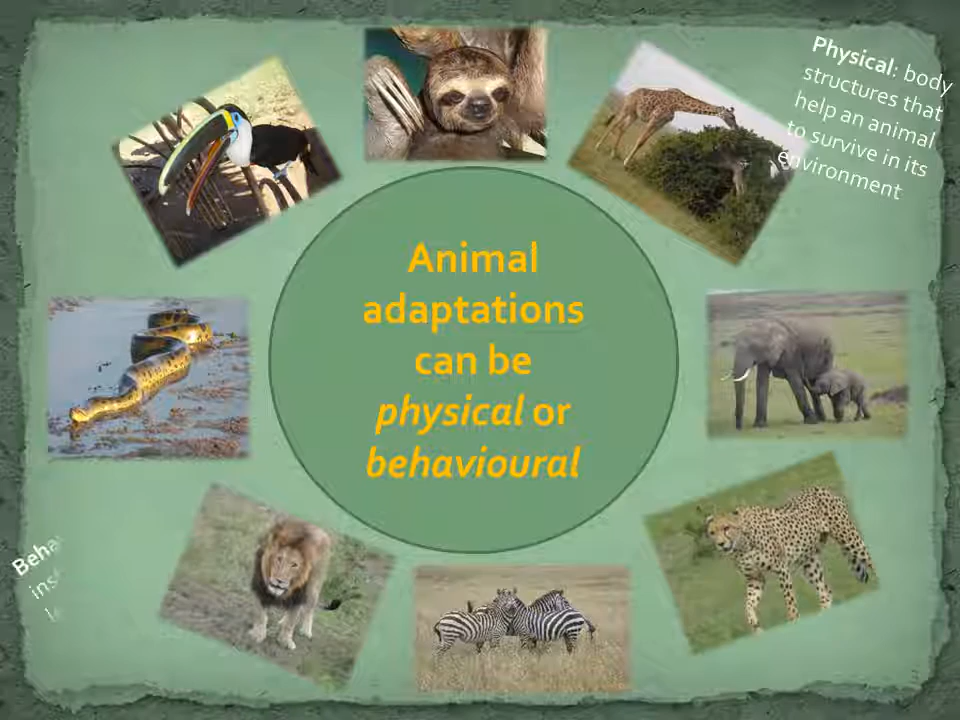 Physical: body
structures that
help an animal
to survive in its
environment
Animal
adaptations
can be
physical or
behavioural